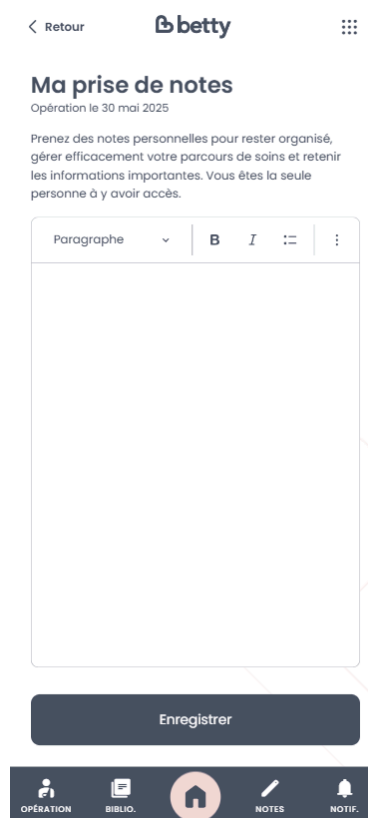 Retour
betty
Ma prise de notes
Opération le 30 mai 2025
Prenez des notes personnelles pour rester organisé,
gérer efficacement votre parcours de soins et retenir
les informations importantes. Vous êtes la seule
personne à y avoir accès.
Paragraphe B I
Enregistrer
OPÉRATION BIBLIO. NOTES NOTIF.